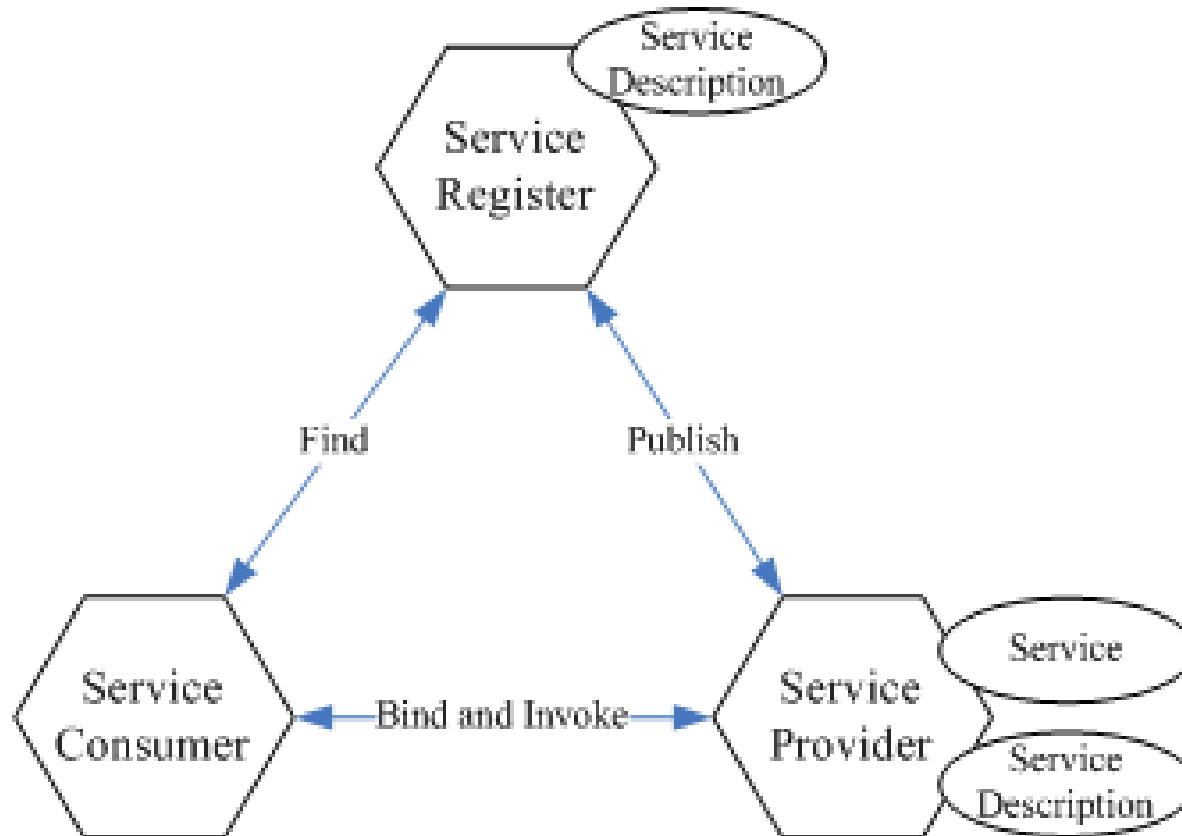 Service
Description
Service
Register
Find
Publish
Service
Consumer
Bind and Invoke
Service
Provider
Service
Service
Description